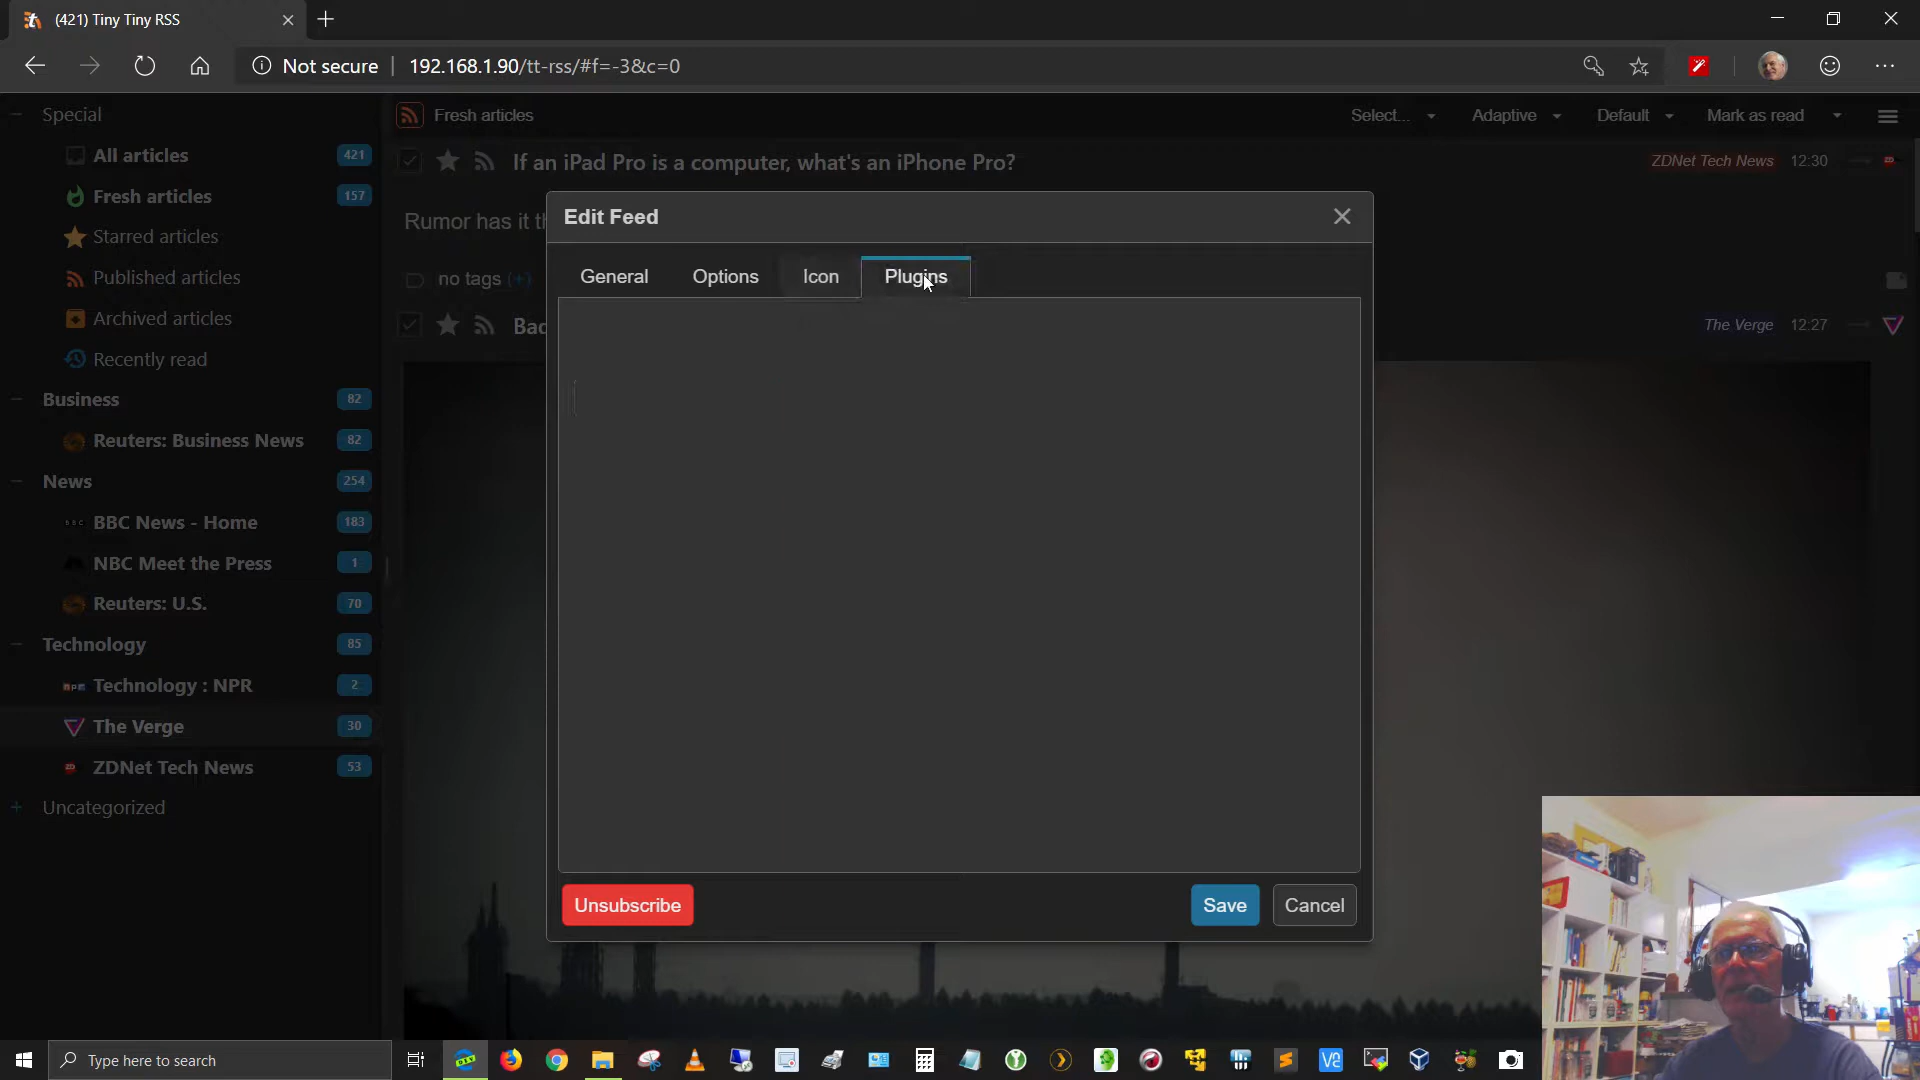 (421) Tiny Tiny RSS
Not secure
192.168.1.90/tt-rss/#f=-3&c=0
Special
All articles 421
Fresh articles 157
Starred articles
Published articles
Archived articles
Recently read
Business 82
Reuters: Business News 82
News 254
BBC News - Home 183
NBC Meet the Press 1
Reuters: U.S. 70
Technology 85
Technology : NPR 2
The Verge 30
ZDNet Tech News 53
Uncategorized
Fresh articles
Select...
Adaptive
Default
Mark as read
If an iPad Pro is a computer, what's an iPhone Pro?
ZDNet Tech News 12:30
Rumor has it
no tags (+)
The Verge 12:27
Edit Feed
General
Options
Icon
Plugins
Unsubscribe
Save
Cancel
Type here to search